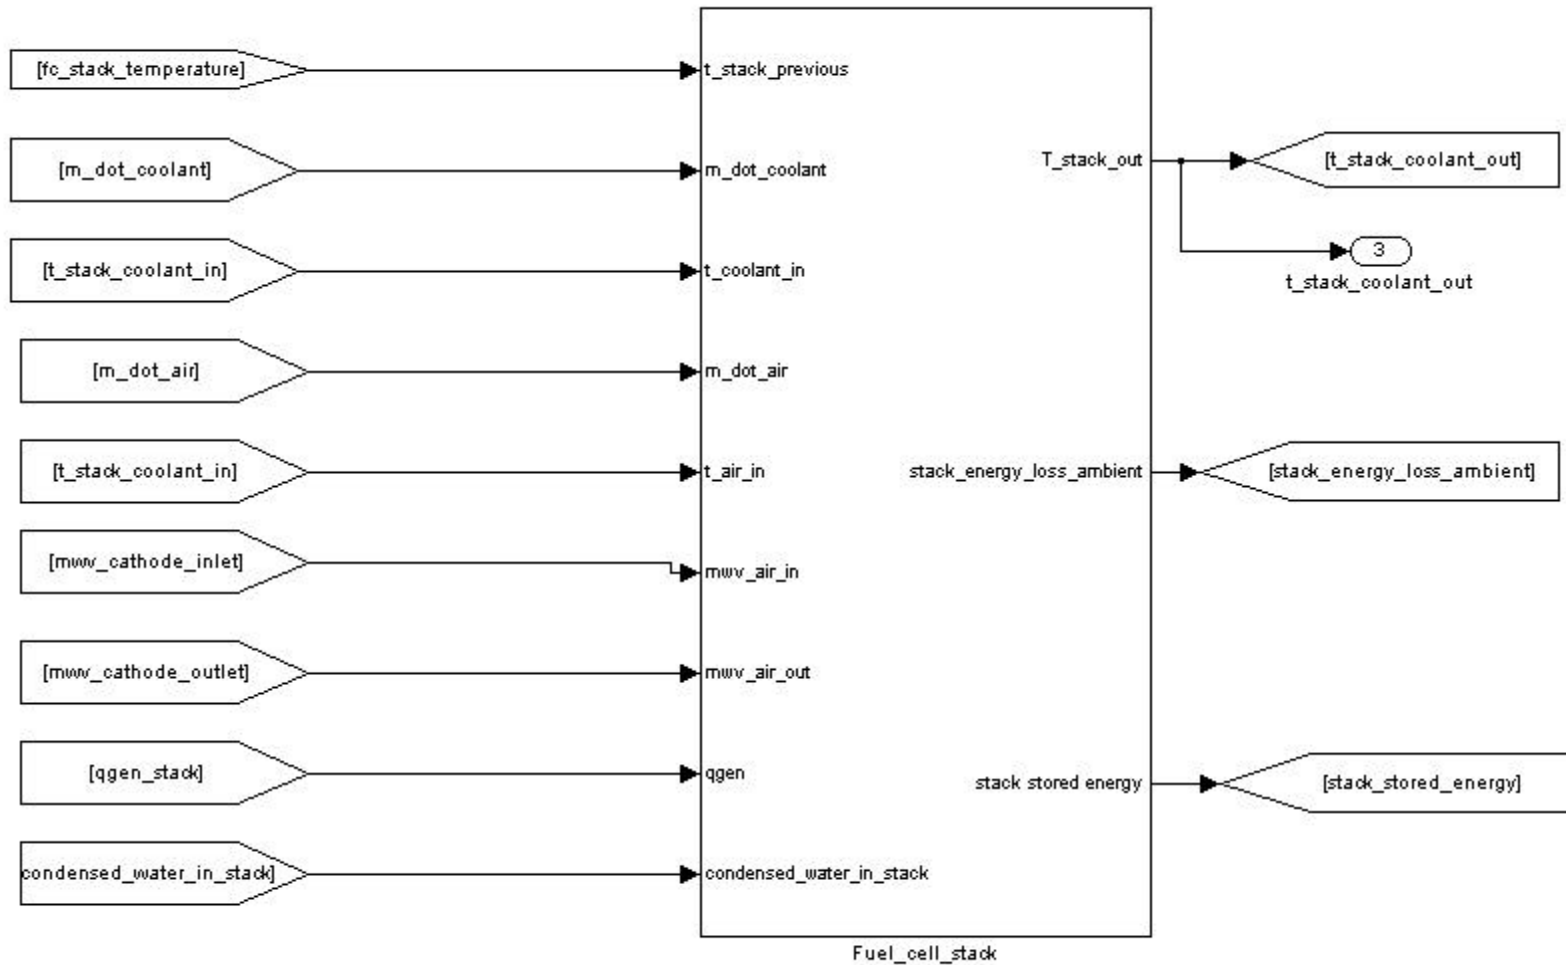 [fc_stack_temperature]
t_stack_previous
T_stack_out
[t_stack_coolant_out]
[m_dot_coolant]
m_dot_coolant
3
t_stack_coolant_out
[t_stack_coolant_in]
t_coolant_in
[m_dot_air]
m_dot_air
[t_stack_coolant_in]
t_air_in
stack_energy_loss_ambient
[stack_energy_loss_ambient]
[mwv_cathode_inlet]
mwv_air_in
[mwv_cathode_outlet]
mwv_air_out
[qgen_stack]
qgen
stack stored energy
[stack_stored_energy]
condensed_water_in_stack]
condensed_water_in_stack
Fuel_cell_stack